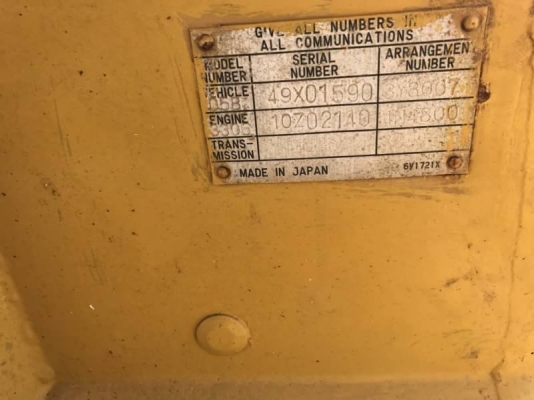 GIVE ALL NUMBERS IN
ALL COMMUNICATIONS
MODEL NUMBER SERIAL NUMBER ARRANGEMEN NUMBER
VEHICLE 49X01590
ENGINE 10Z02110
TRANS-MISSION
MADE IN JAPAN 6V1721X